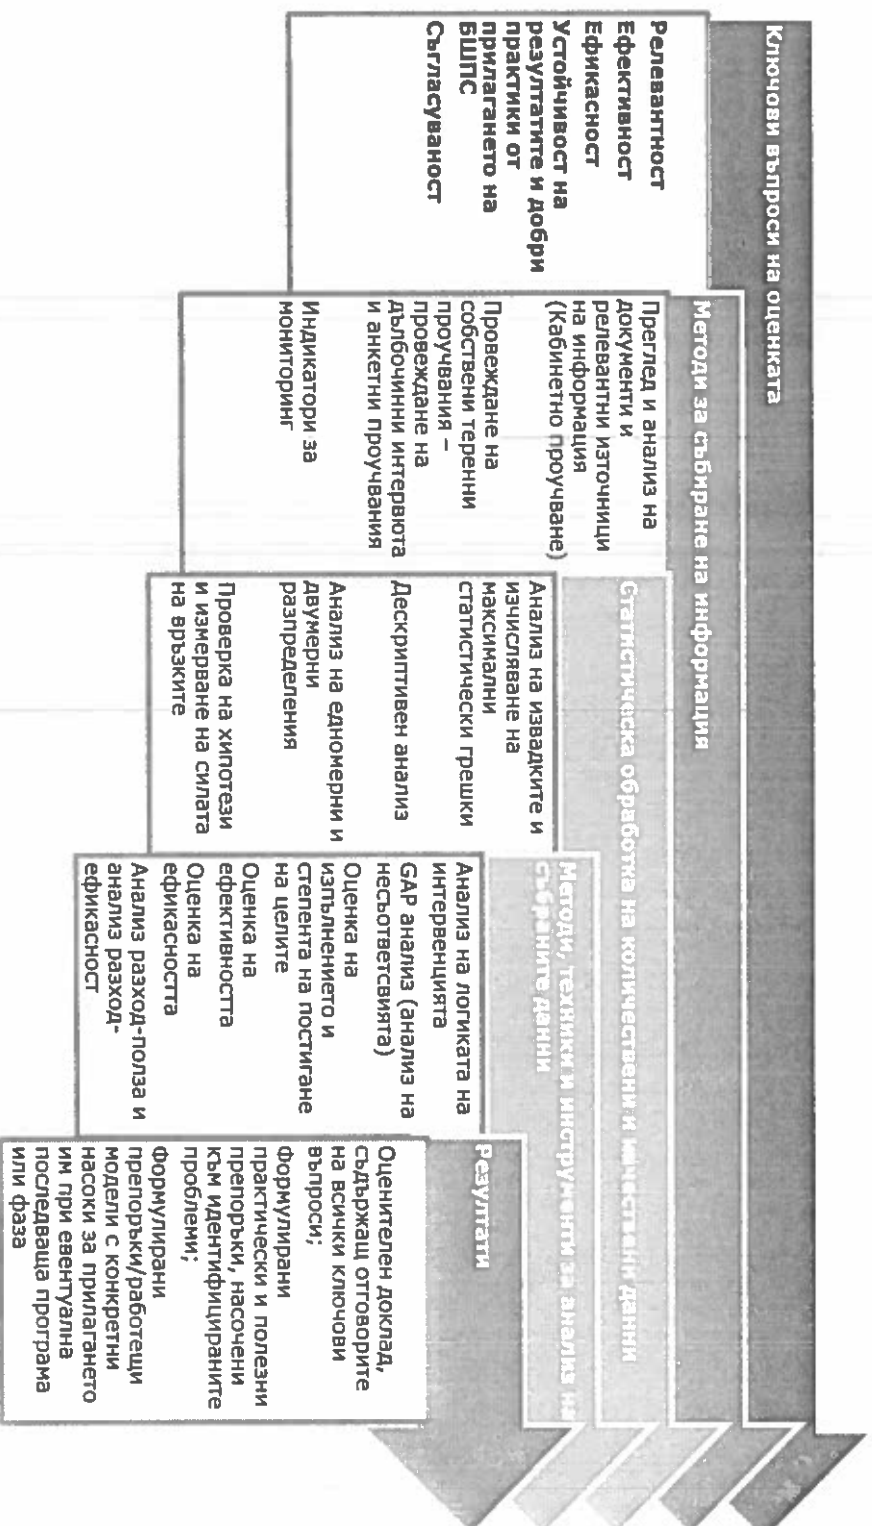 Ключови въпроси на оценката
Релевантност
Ефективност
Ефикасност
Устойчивост на
резултатите и добри
практики от
прилагането на
БШПС
Съгласуваност
Методи за събиране на информация
Преглед и анализ на
документи и
релевантни източници
на информация
(Кабинетно проучване)
Провеждане на
собствени теренни
проучвания –
провеждане на
дълбочинни интервюта
и анкетни проучвания
Индикатори за
мониторинг
Статистическа обработка на количествени и качествени данни
Анализ на извадките и
изчисляване на
максимални
статистически грешки
Дескриптивен анализ
Анализ на едномерни и
двумерни
разпределения
Проверка на хипотези
и измерване на силата
на връзките
Методи, техники и инструменти за анализ на
събраните данни
Анализ на логиката на
интервенцията
GAP анализ (анализ на
несъответсвията)
Оценка на
изпълнението и
степента на постигане
на целите
Оценка на
ефективността
Оценка на
ефикасността
Анализ разход-полза и
анализ разход-
ефикасност
Резултати
Оценителен доклад,
съдържащ отговорите
на всички ключови
въпроси;
Формулирани
практически и полезни
препоръки, насочени
към идентифицираните
проблеми;
Формулирани
препоръки/работещи
модели с конкретни
насоки за прилагането
им при евентуална
последваща програма
или фаза